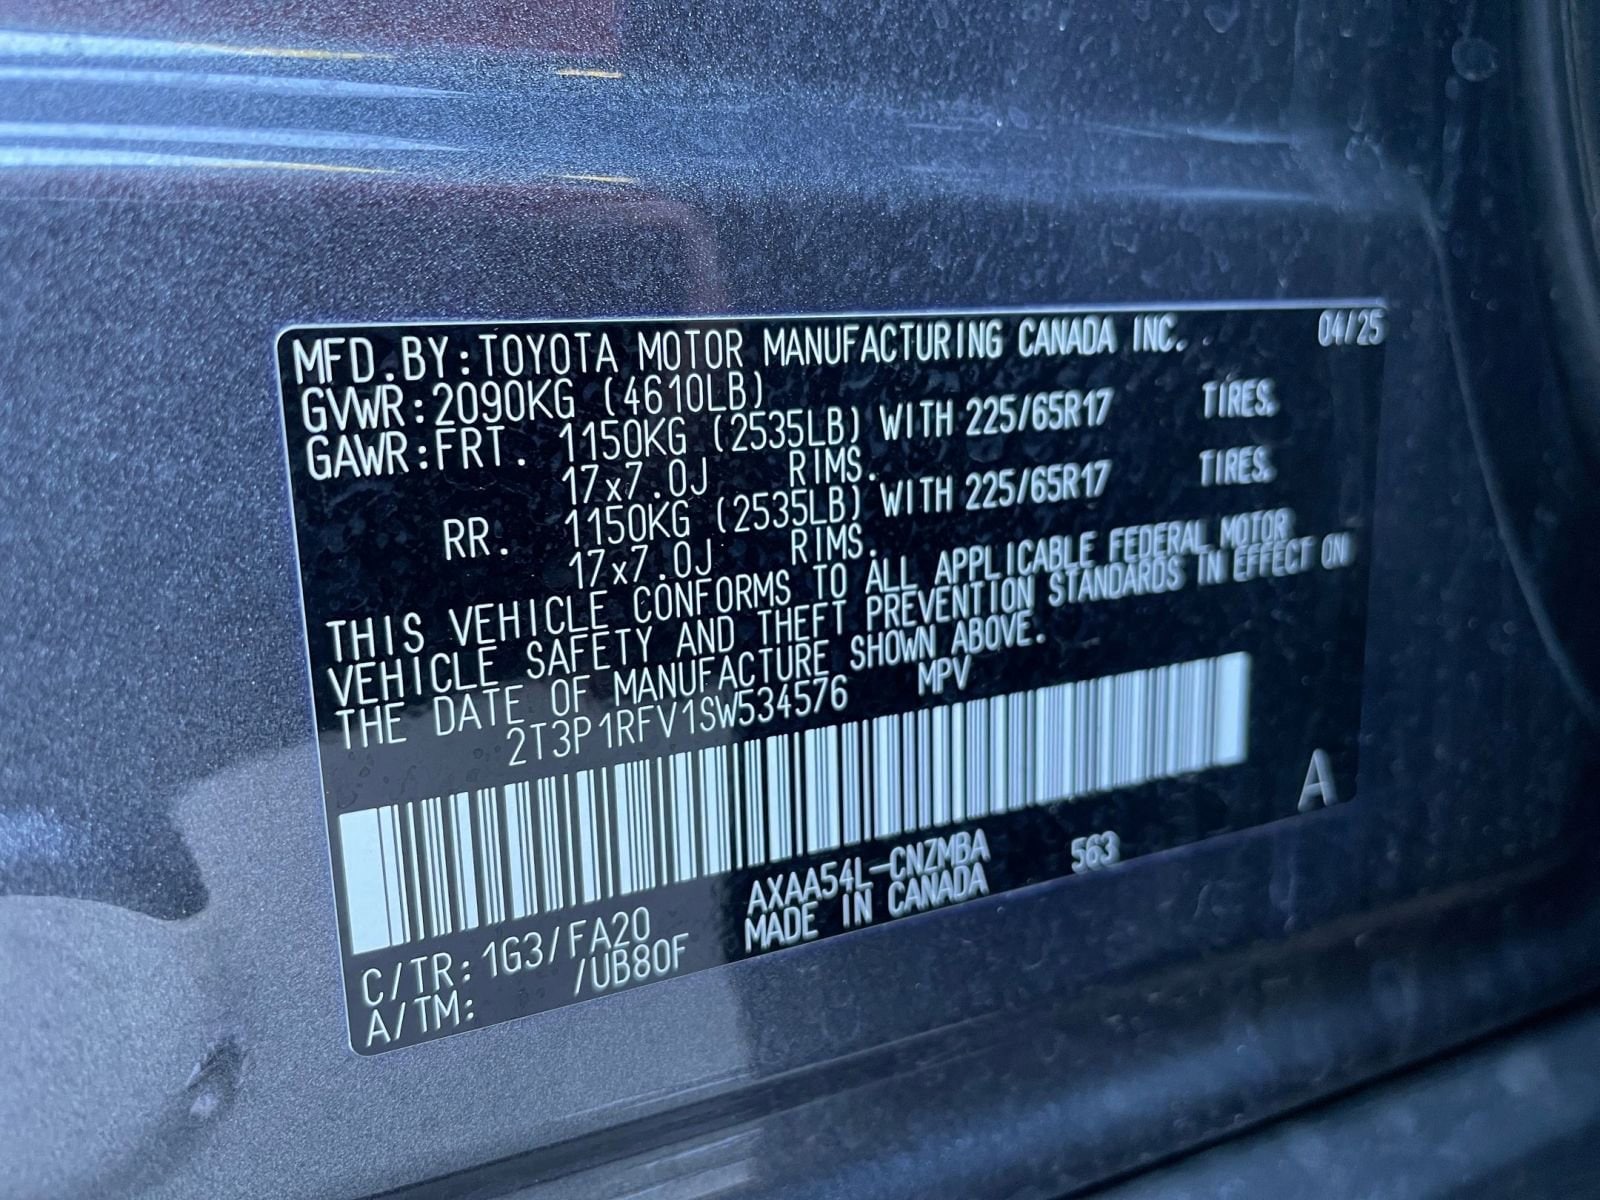 MFD.BY:TOYOTA MOTOR MANUFACTURING CANADA INC. 04/25
GVWR:2090KG (4610LB)
GAWR:FRT. 1150KG (2535LB) WITH 225/65R17 TIRES.
17x7.0J RIMS.
RR. 1150KG (2535LB) WITH 225/65R17 TIRES.
17x7.0J RIMS.
THIS VEHICLE CONFORMS TO ALL APPLICABLE FEDERAL MOTOR
VEHICLE SAFETY AND THEFT PREVENTION STANDARDS IN EFFECT ON
THE DATE OF MANUFACTURE SHOWN ABOVE.
2T3P1RFV1SW534576 MPV
A
C/TR:1G3/FA20 AXAA54L-CNZMBA 563
A/TM: /UB80F MADE IN CANADA